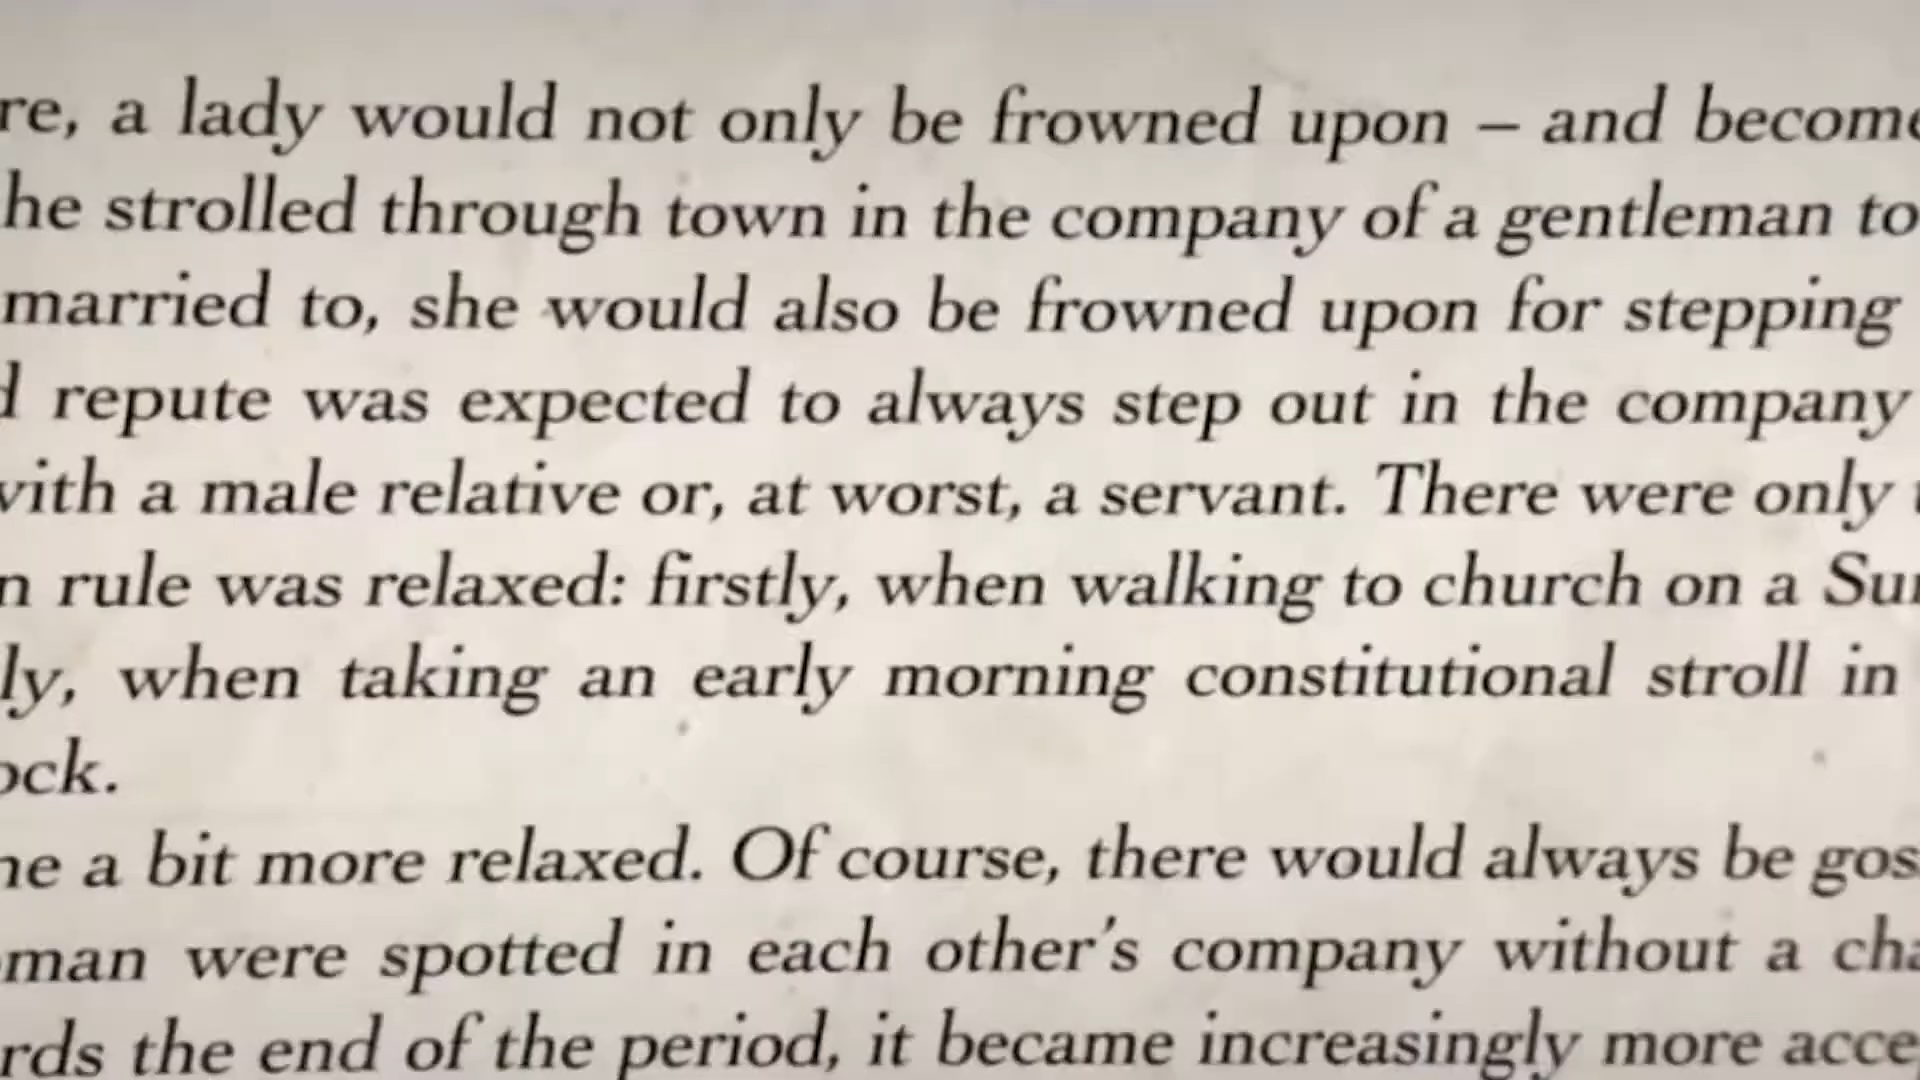 re, a lady would not only be frowned upon – and become
he strolled through town in the company of a gentleman to
married to, she would also be frowned upon for stepping
d repute was expected to always step out in the company
with a male relative or, at worst, a servant. There were only
n rule was relaxed: firstly, when walking to church on a Sun
ly, when taking an early morning constitutional stroll in
ock.
ne a bit more relaxed. Of course, there would always be gos
man were spotted in each other's company without a cha
rds the end of the period, it became increasingly more acce